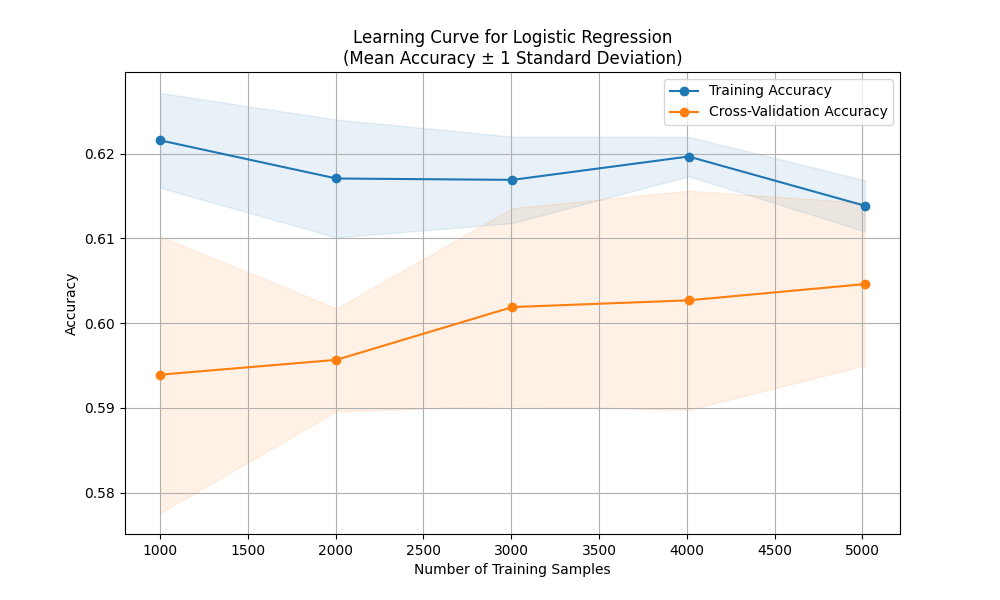 Learning Curve for Logistic Regression
(Mean Accuracy ± 1 Standard Deviation)
Training Accuracy
Cross-Validation Accuracy
Accuracy
0.62
0.61
0.60
0.59
0.58
1000 1500 2000 2500 3000 3500 4000 4500 5000
Number of Training Samples